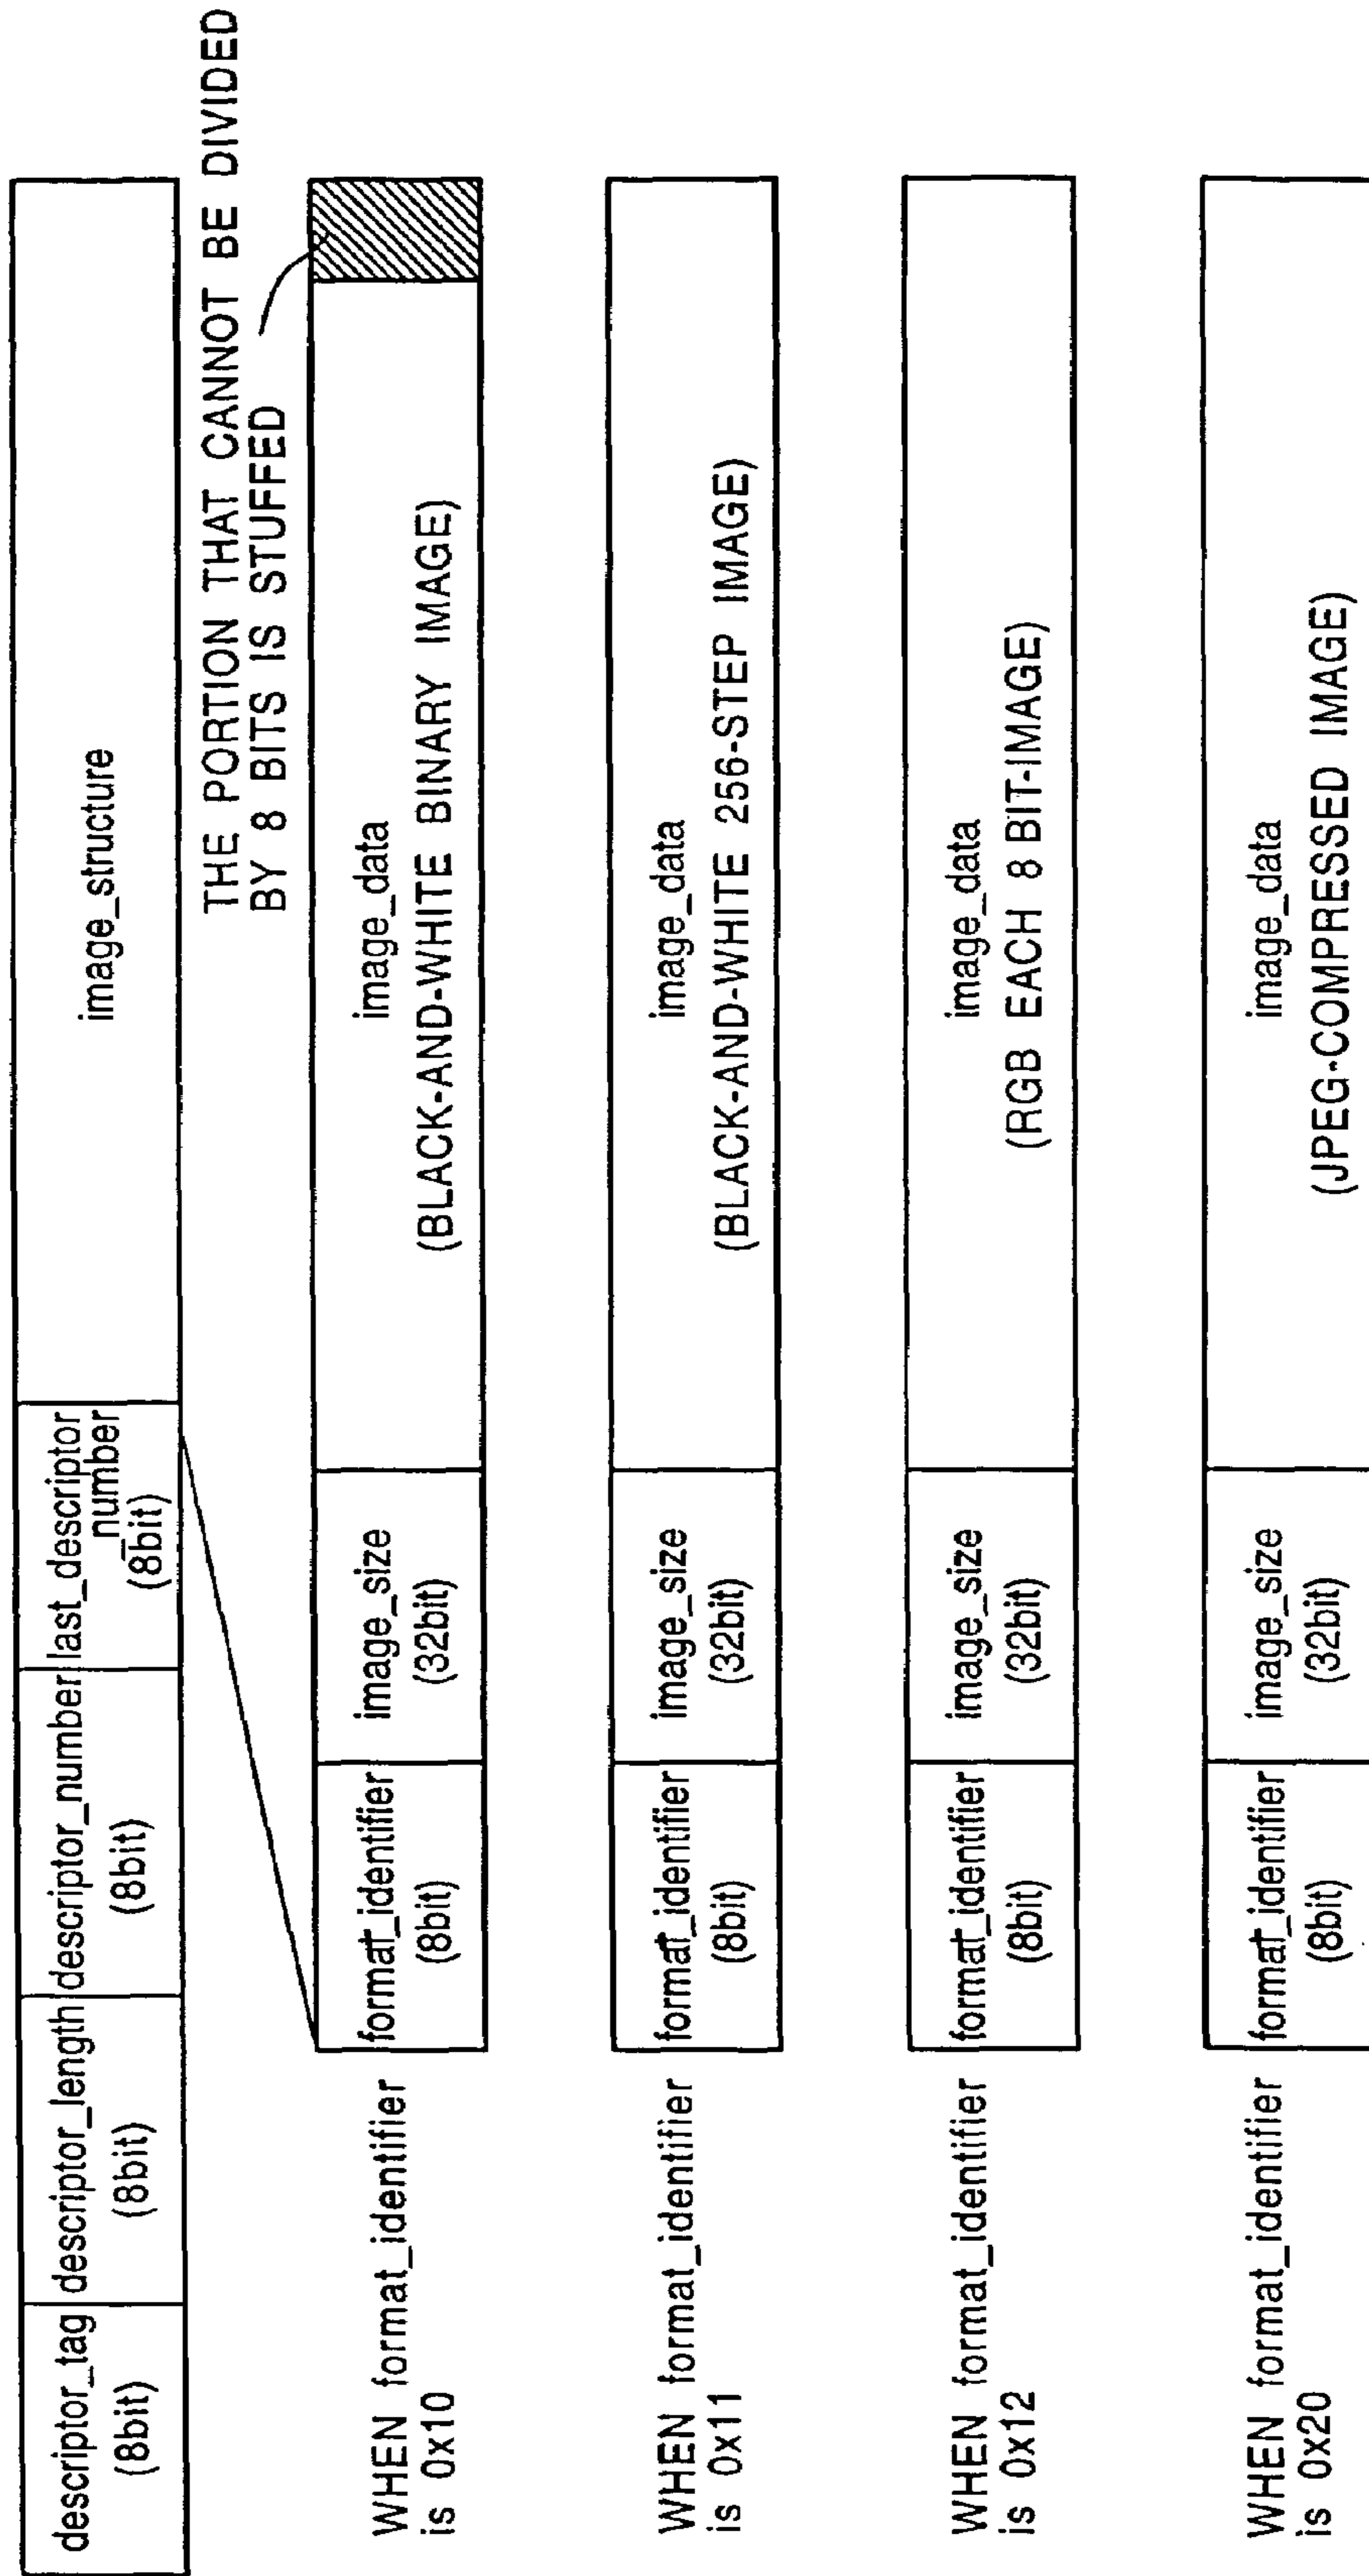 descriptor_tag
(8bit)
descriptor_length
(8bit)
descriptor_number
(8bit)
last_descriptor
_number
(8bit)
image_structure
THE PORTION THAT CANNOT BE DIVIDED
BY 8 BITS IS STUFFED
WHEN format_identifier
is 0x10
format_identifier
(8bit)
image_size
(32bit)
image_data
(BLACK-AND-WHITE BINARY IMAGE)
WHEN format_identifier
is 0x11
format_identifier
(8bit)
image_size
(32bit)
image_data
(BLACK-AND-WHITE 256-STEP IMAGE)
WHEN format_identifier
is 0x12
format_identifier
(8bit)
image_size
(32bit)
image_data
(RGB EACH 8 BIT-IMAGE)
WHEN format_identifier
is 0x20
format_identifier
(8bit)
image_size
(32bit)
image_data
(JPEG-COMPRESSED IMAGE)